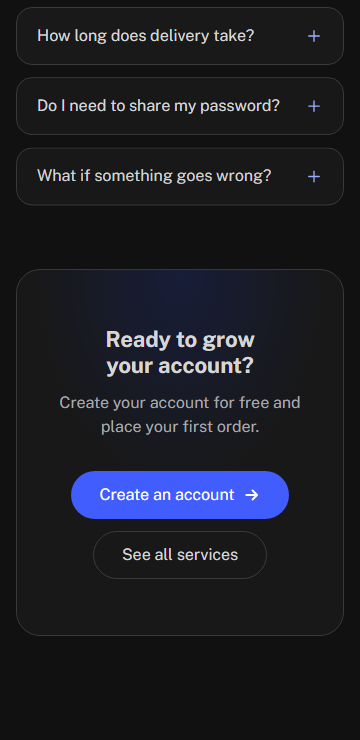 How long does delivery take?
Do I need to share my password?
What if something goes wrong?
Ready to grow
your account?
Create your account for free and
place your first order.
Create an account
See all services